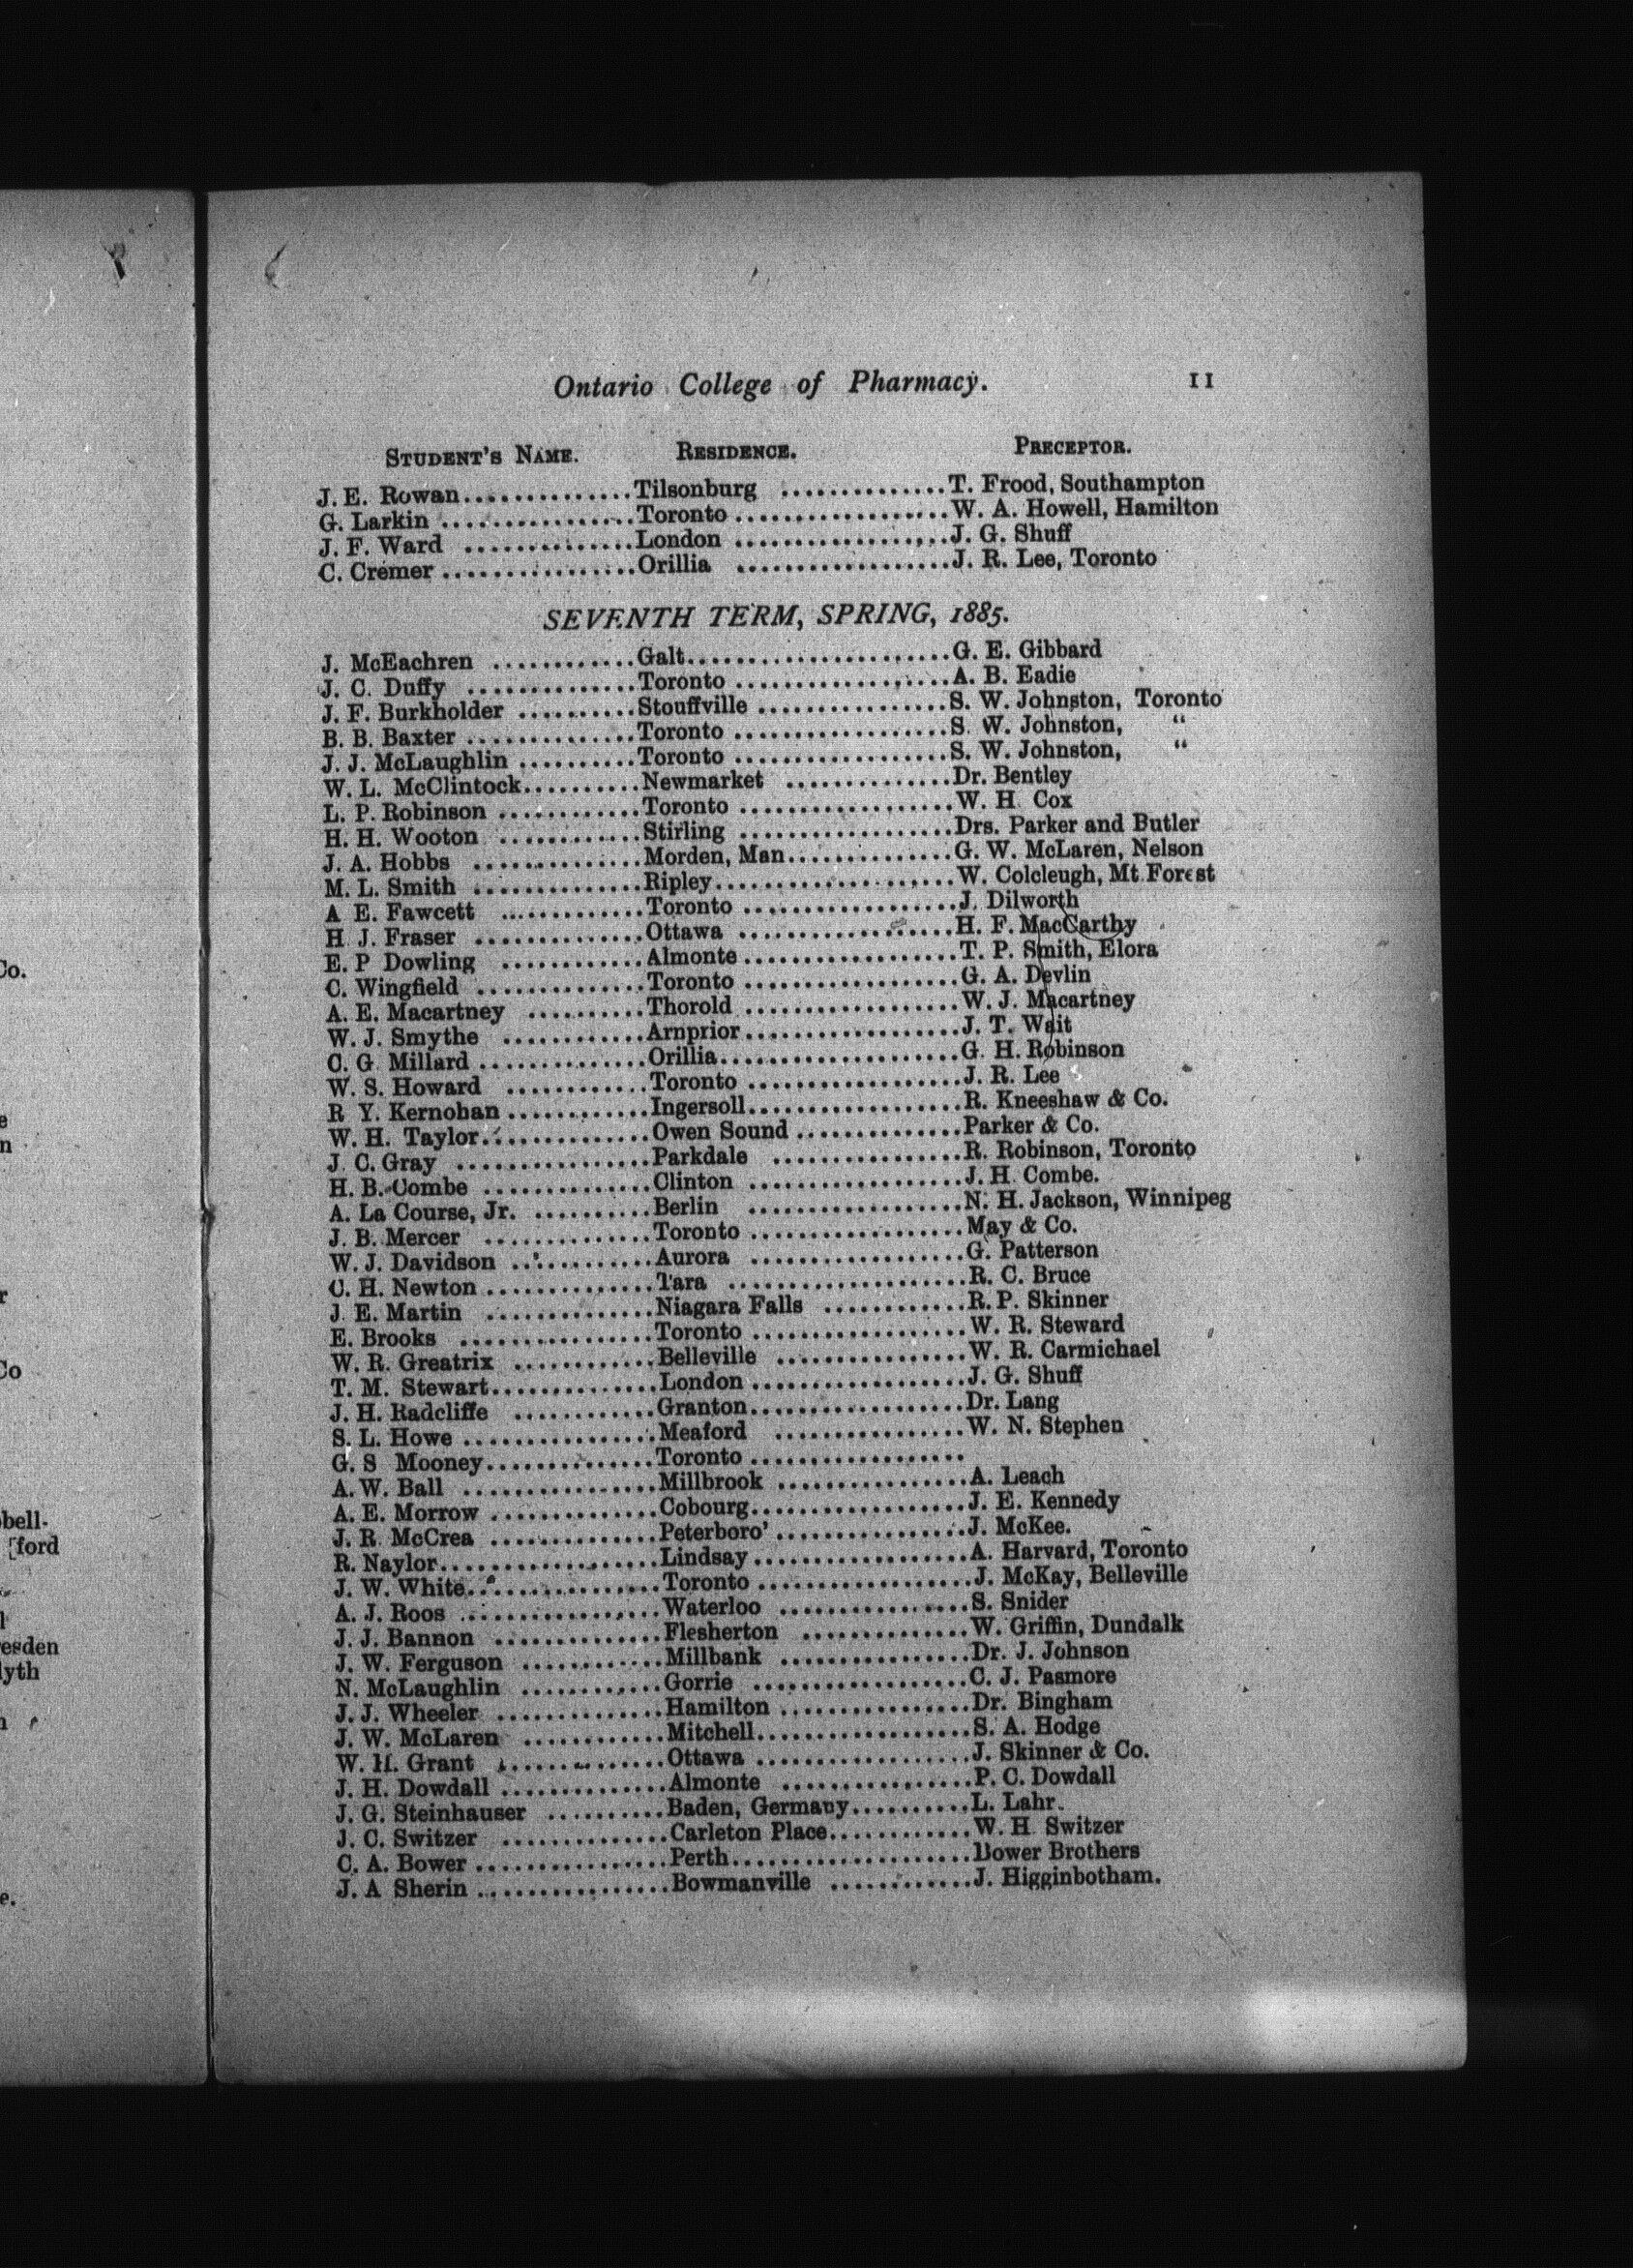 Ontario College of Pharmacy. 11
STUDENT'S NAME. RESIDENCE. PRECEPTOR.
J. E. Rowan..............Tilsonburg ..............T. Frood, Southampton
G. Larkin ................Toronto..................W. A. Howell, Hamilton
J. F. Ward ..............London ..................J. G. Shuff
C. Cremer................Orillia ..................J. R. Lee, Toronto
SEVENTH TERM, SPRING, 1885.
J. McEachren ............Galt......................G. E. Gibbard
J. C. Duffy ..............Toronto..................A. B. Eadie
J. F. Burkholder ..........Stouffville................S. W. Johnston, Toronto
B. B. Baxter..............Toronto ..................S. W. Johnston, "
J. J. McLaughlin ..........Toronto ..................S. W. Johnston, "
W. L. McClintock..........Newmarket ..............Dr. Bentley
L. P. Robinson ............Toronto ..................W. H. Cox
H. H. Wooton ............Stirling ..................Drs. Parker and Butler
J. A. Hobbs ..............Morden, Man..............G. W. McLaren, Nelson
M. L. Smith ..............Ripley....................W. Colcleugh, Mt. Forest
A E. Fawcett ............Toronto ..................J. Dilworth
H. J. Fraser ..............Ottawa ..................H. F. MacCarthy
E. P Dowling ............Almonte..................T. P. Smith, Elora
C. Wingfield ..............Toronto ..................G. A. Devlin
A. E. Macartney ..........Thorold ..................W. J. Macartney
W. J. Smythe ............Arnprior..................J. T. Wait
C. G. Millard..............Orillia....................G. H. Robinson
W. S. Howard ............Toronto ..................J. R. Lee
R Y. Kernohan............Ingersoll..................R. Kneeshaw & Co.
W. H. Taylor..............Owen Sound..............Parker & Co.
J. C. Gray ................Parkdale ................R. Robinson, Toronto
H. B. Combe ..............Clinton ..................J. H. Combe.
A. La Course, Jr. ..........Berlin ..................N. H. Jackson, Winnipeg
J. B. Mercer ..............Toronto ..................May & Co.
W. J. Davidson ............Aurora ..................G. Patterson
C. H. Newton..............Tara ....................R. C. Bruce
J. E. Martin ..............Niagara Falls ............R. P. Skinner
E. Brooks ................Toronto ..................W. R. Steward
W. R. Greatrix ............Belleville ................W. R. Carmichael
T. M. Stewart..............London..................J. G. Shuff
J. H. Radcliffe ............Granton..................Dr. Lang
S. L. Howe................Meaford ................W. N. Stephen
G. S Mooney..............Toronto..................
A. W. Ball ................Millbrook ................A. Leach
A. E. Morrow..............Cobourg..................J. E. Kennedy
J. R. McCrea ..............Peterboro'................J. McKee.
R. Naylor..................Lindsay..................A. Harvard, Toronto
J. W. White................Toronto..................J. McKay, Belleville
A. J. Roos ................Waterloo ................S. Snider
J. J. Bannon ..............Flesherton ..............W. Griffin, Dundalk
J. W. Ferguson ............Millbank ................Dr. J. Johnson
N. McLaughlin ............Gorrie ..................C. J. Pasmore
J. J. Wheeler ..............Hamilton ................Dr. Bingham
J. W. McLaren ............Mitchell..................S. A. Hodge
W. H. Grant ..............Ottawa ..................J. Skinner & Co.
J. H. Dowdall ..............Almonte ................P. C. Dowdall
J. G. Steinhauser ..........Baden, Germany..........L. Lahr.
J. C. Switzer ..............Carleton Place............W. H. Switzer
C. A. Bower................Perth....................Bower Brothers
J. A Sherin ................Bowmanville ............J. Higginbotham.